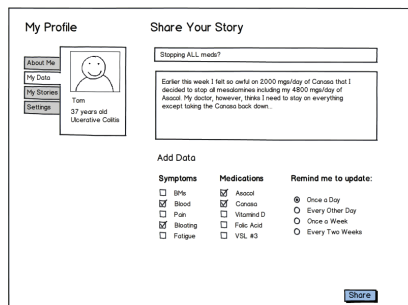 My Profile
Share Your Story
About Me
My Data
My Stories
Settings
Tom
37 years old
Ulcerative Colitis
Stopping ALL meds?
Earlier this week I felt so awful on 2000 mgs/day of Canasa that I
decided to stop all mesalamines including my 4800 mgs/day of
Asacol. My doctor, however, thinks I need to stay on everything
except taking the Canasa back down...
Add Data
Symptoms
BMs
Blood
Pain
Bloating
Fatigue
Medications
Asacol
Canasa
Vitamind D
Folic Acid
VSL #3
Remind me to update:
Once a Day
Every Other Day
Once a Week
Every Two Weeks
Share